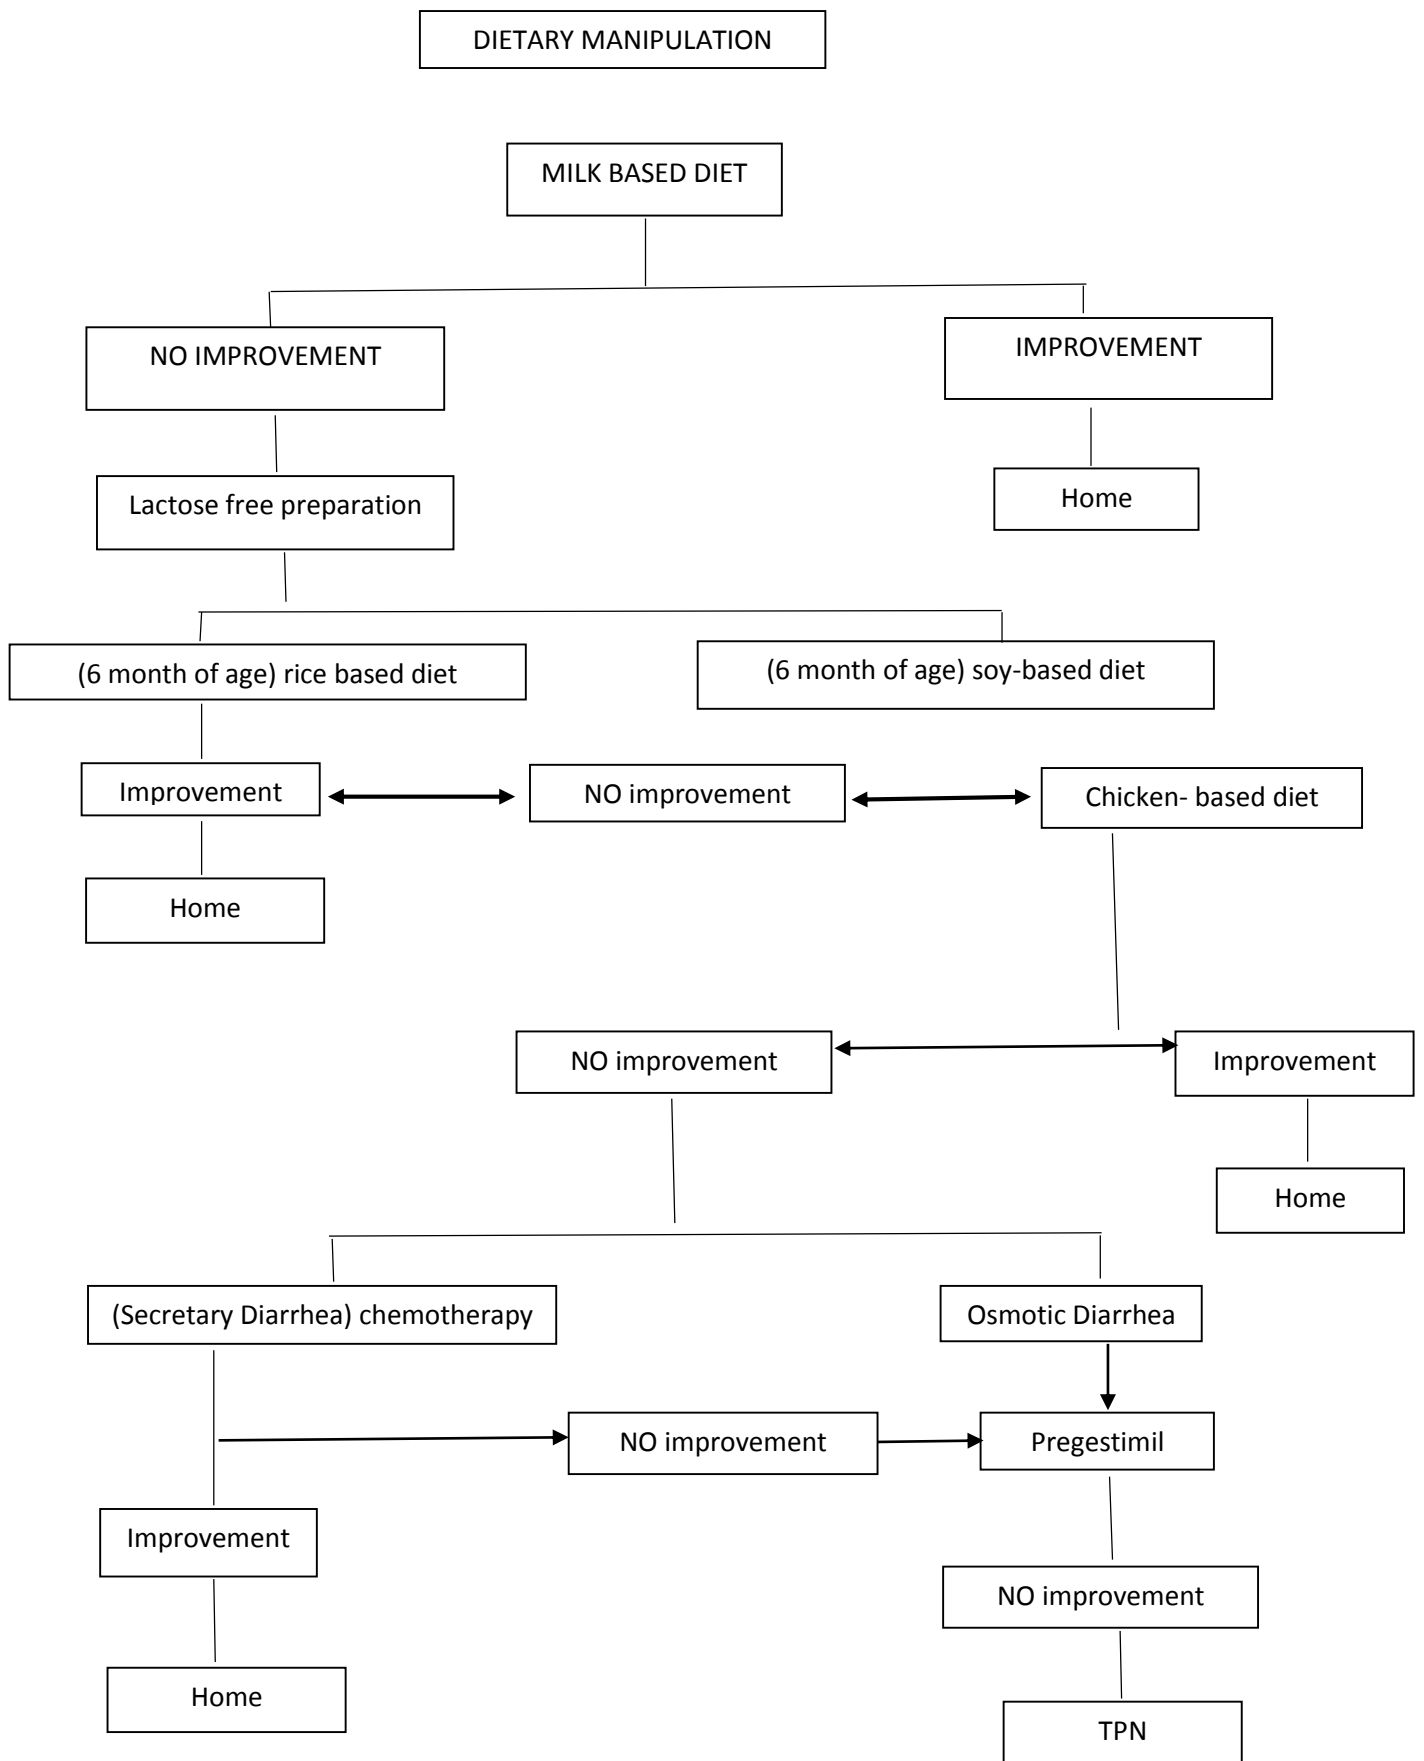 DIETARY MANIPULATION
MILK BASED DIET
NO IMPROVEMENT
IMPROVEMENT
Lactose free preparation
Home
(6 month of age) rice based diet
(6 month of age) soy-based diet
Improvement
NO improvement
Chicken- based diet
Home
NO improvement
Improvement
Home
(Secretary Diarrhea) chemotherapy
Osmotic Diarrhea
NO improvement
Pregestimil
Improvement
NO improvement
Home
TPN